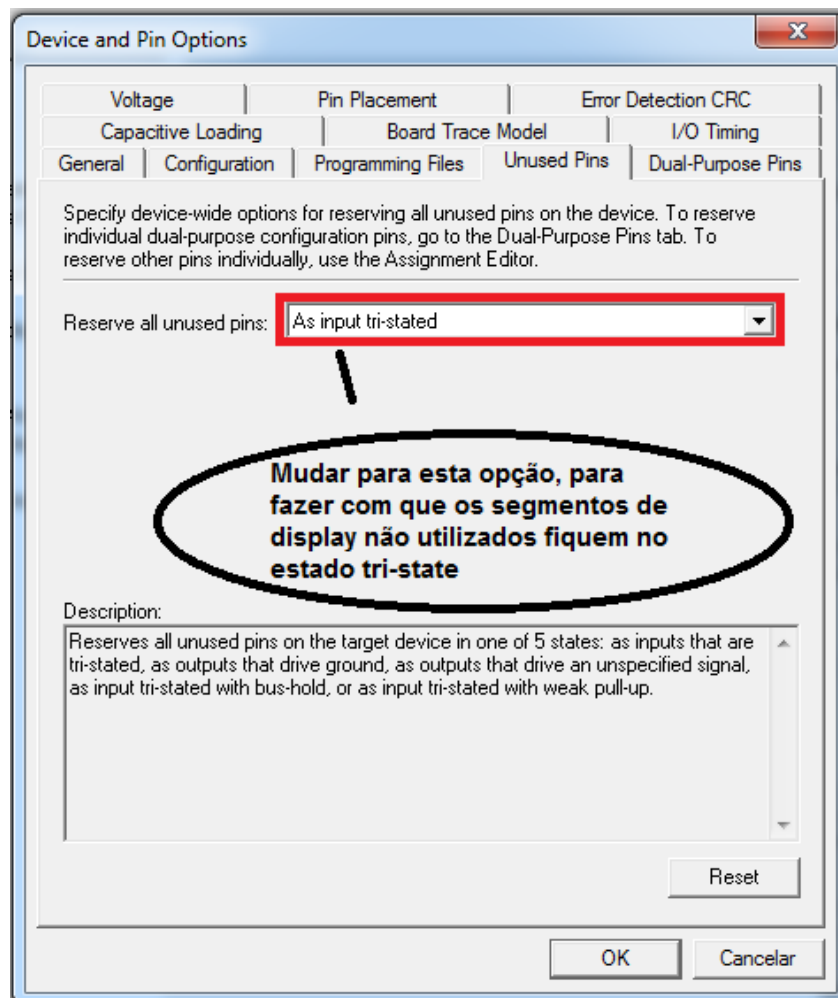 Device and Pin Options
Voltage Pin Placement Error Detection CRC
Capacitive Loading Board Trace Model I/O Timing
General Configuration Programming Files Unused Pins Dual-Purpose Pins
Specify device-wide options for reserving all unused pins on the device. To reserve
individual dual-purpose configuration pins, go to the Dual-Purpose Pins tab. To
reserve other pins individually, use the Assignment Editor.
Reserve all unused pins: As input tri-stated
Mudar para esta opção, para
fazer com que os segmentos de
display não utilizados fiquem no
estado tri-state
Description:
Reserves all unused pins on the target device in one of 5 states: as inputs that are
tri-stated, as outputs that drive ground, as outputs that drive an unspecified signal,
as input tri-stated with bus-hold, or as input tri-stated with weak pull-up.
Reset
OK Cancelar